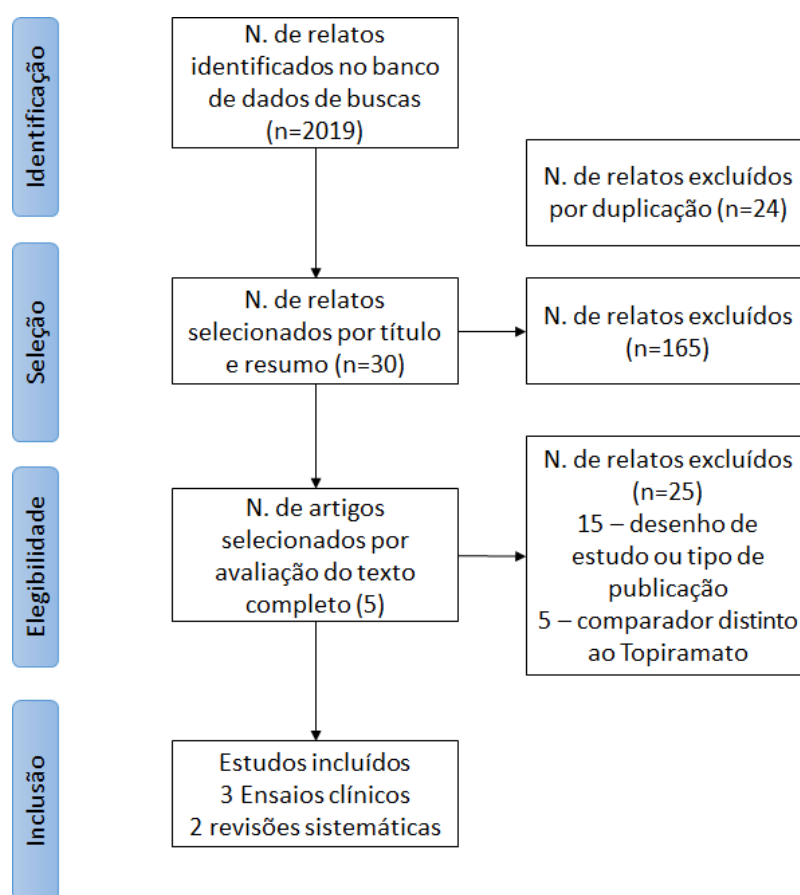 Identificação
N. de relatos
identificados no banco
de dados de buscas
(n=2019)
N. de relatos excluídos
por duplicação (n=24)
Seleção
N. de relatos
selecionados por título
e resumo (n=30)
N. de relatos excluídos
(n=165)
Elegibilidade
N. de artigos
selecionados por
avaliação do texto
completo (5)
N. de relatos excluídos
(n=25)
15 – desenho de
estudo ou tipo de
publicação
5 – comparador distinto
ao Topiramato
Inclusão
Estudos incluídos
3 Ensaios clínicos
2 revisões sistemáticas